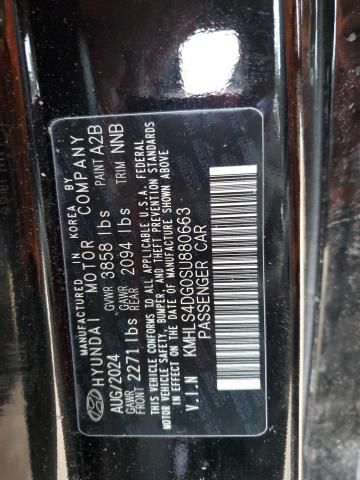 MANUFACTURED IN KOREA BY
HYUNDAI MOTOR COMPANY
AUG/2024 GVWR 3858 lbs PAINT A2B
GAWR FRONT 2271 lbs GAWR REAR 2094 lbs TRIM NNB
THIS VEHICLE CONFORMS TO ALL APPLICABLE U.S.A. FEDERAL
MOTOR VEHICLE SAFETY, BUMPER, AND THEFT PREVENTION STANDARDS
IN EFFECT ON THE DATE OF MANUFACTURE SHOWN ABOVE.
V.I.N KMHLS4DG0SU880663
PASSENGER CAR